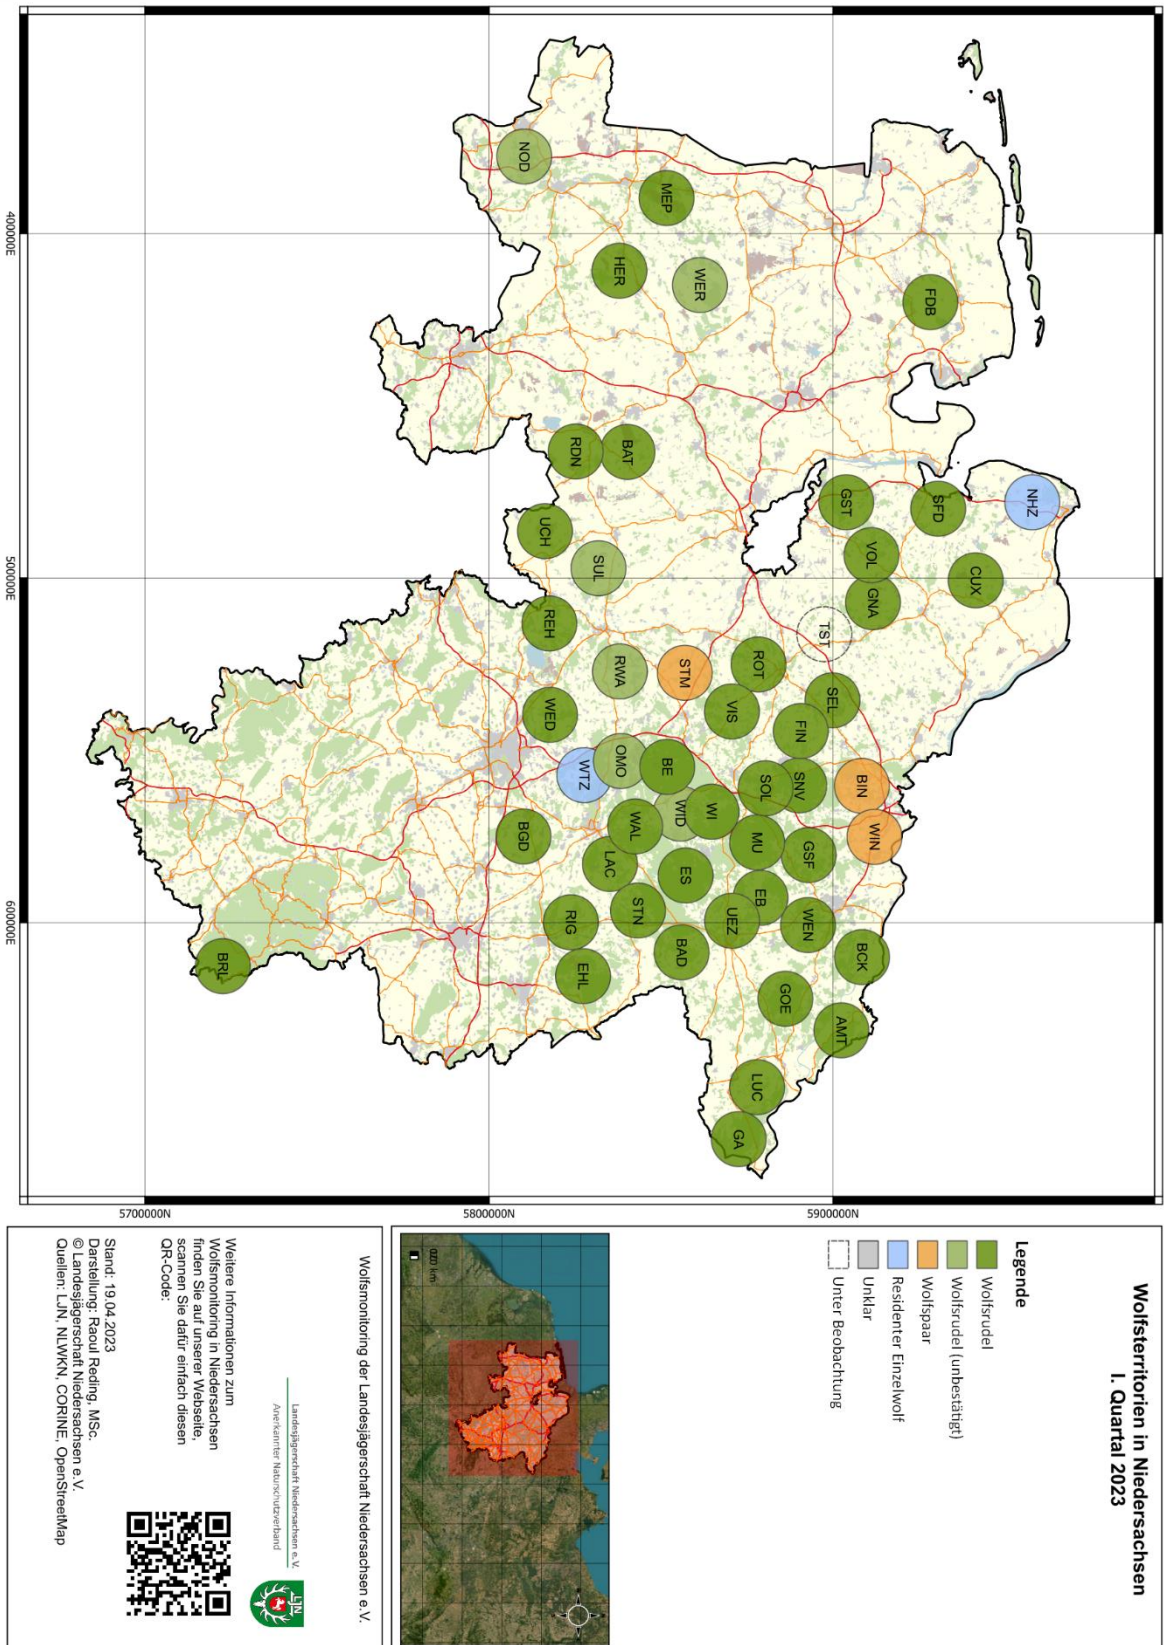 Wolfsterritorien in Niedersachsen
I. Quartal 2023
Legende
Wolfsrudel
Wolfsrudel (unbestätigt)
Wolfspaar
Residenter Einzelwolf
Unklar
Unter Beobachtung
NHZ
CUX
SFD
FDB
GST
VOL
GNA
TST
SEL
BIN
WIN
FIN
SNV
GSF
WEN
BCK
AMT
ROT
VIS
SOL
MU
EB
UEZ
GOE
LUC
GA
MEP
WER
STM
BE
WI
WID
ES
BAD
HER
BAT
SUL
RWA
OMO
WAL
LAC
STN
NOD
RDN
UCH
REH
WED
WTZ
BGD
RIG
EHL
BRL
400000E
500000E
600000E
5900000N
5800000N
5700000N
km
Wolfsmonitoring der Landesjägerschaft Niedersachsen e.V.
Landesjägerschaft Niedersachsen e.V.
Anerkannter Naturschutzverband
LJN
Weitere Informationen zum
Wolfsmonitoring in Niedersachsen
finden Sie auf unserer Webseite,
scannen Sie dafür einfach diesen
QR-Code:
Stand: 19.04.2023
Darstellung: Raoul Reding, MSc.
© Landesjägerschaft Niedersachsen e.V.
Quellen: LJN, NLWKN, CORINE, OpenStreetMap